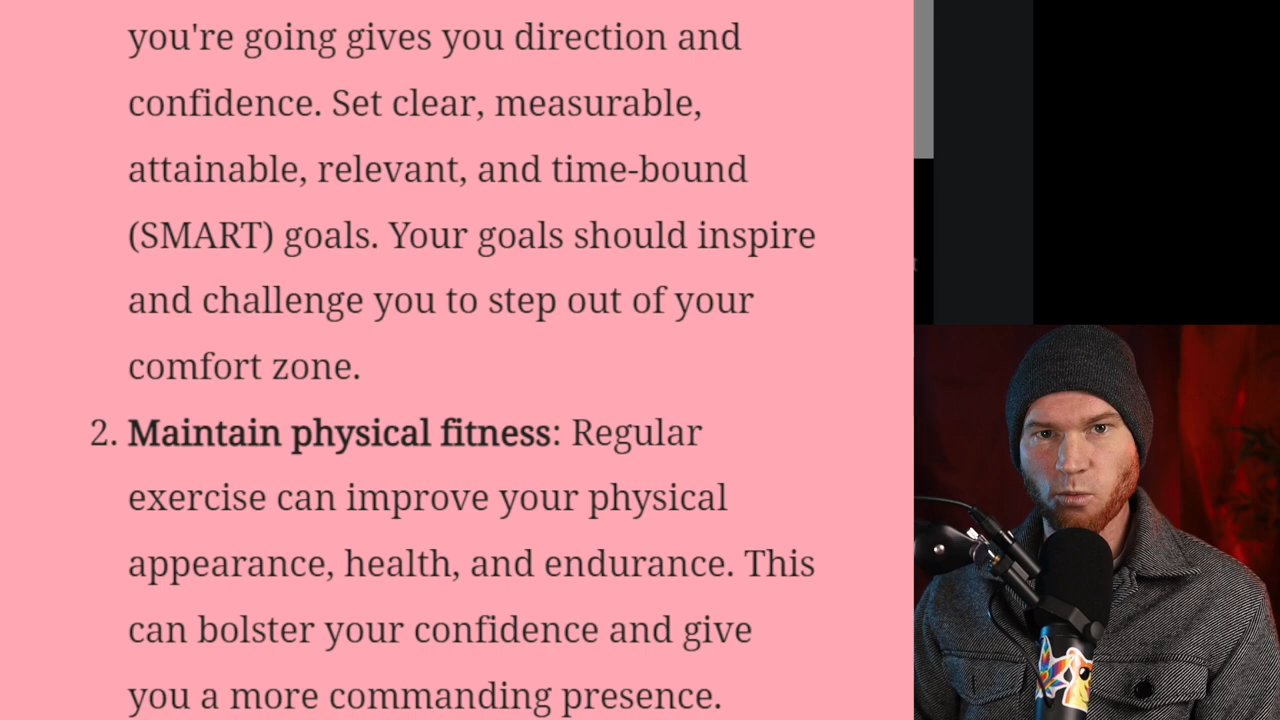 you're going gives you direction and
confidence. Set clear, measurable,
attainable, relevant, and time-bound
(SMART) goals. Your goals should inspire
and challenge you to step out of your
comfort zone.
2. Maintain physical fitness: Regular
exercise can improve your physical
appearance, health, and endurance. This
can bolster your confidence and give
you a more commanding presence.